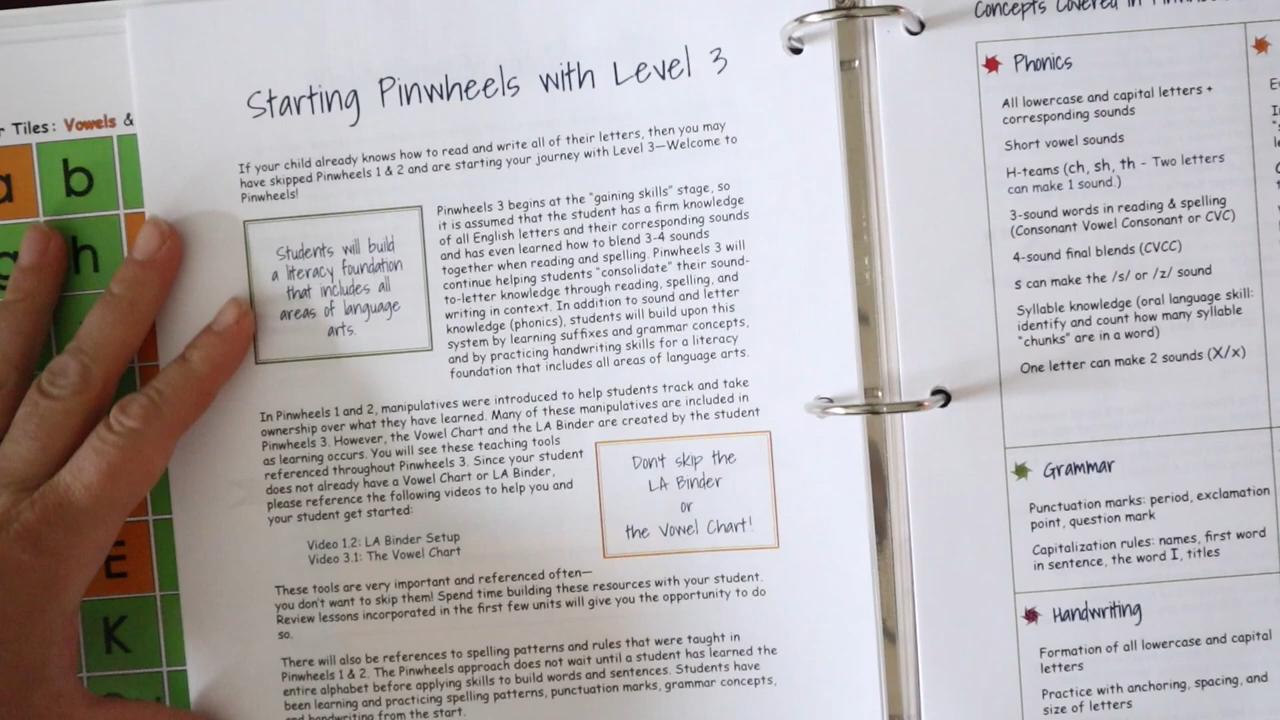 r Tiles: Vowels &
a
b
g
h
E
K
Starting Pinwheels with Level 3
If your child already knows how to read and write all of their letters, then you may
have skipped Pinwheels 1 & 2 and are starting your journey with Level 3—Welcome to
Pinwheels!
Students will build
a literacy foundation
that includes all
areas of language
arts.
Pinwheels 3 begins at the "gaining skills" stage, so
it is assumed that the student has a firm knowledge
of all English letters and their corresponding sounds
and has even learned how to blend 3-4 sounds
together when reading and spelling. Pinwheels 3 will
continue helping students "consolidate" their sound-
to-letter knowledge through reading, spelling, and
writing in context. In addition to sound and letter
knowledge (phonics), students will build upon this
system by learning suffixes and grammar concepts,
and by practicing handwriting skills for a literacy
foundation that includes all areas of language arts.
In Pinwheels 1 and 2, manipulatives were introduced to help students track and take
ownership over what they have learned. Many of these manipulatives are included in
Pinwheels 3. However, the Vowel Chart and the LA Binder are created by the student
as learning occurs. You will see these teaching tools
referenced throughout Pinwheels 3. Since your student
does not already have a Vowel Chart or LA Binder,
please reference the following videos to help you and
your student get started:
Don't skip the
LA Binder
or
the Vowel Chart!
Video 1.2: LA Binder Setup
Video 3.1: The Vowel Chart
These tools are very important and referenced often—
you don't want to skip them! Spend time building these resources with your student.
Review lessons incorporated in the first few units will give you the opportunity to do
so.
There will also be references to spelling patterns and rules that were taught in
Pinwheels 1 & 2. The Pinwheels approach does not wait until a student has learned the
entire alphabet before applying skills to build words and sentences. Students have
been learning and practicing spelling patterns, punctuation marks, grammar concepts,
and handwriting from the start.
Concepts Covered in
Phonics
All lowercase and capital letters +
corresponding sounds
Short vowel sounds
H-teams (ch, sh, th - Two letters
can make 1 sound.)
3-sound words in reading & spelling
(Consonant Vowel Consonant or CVC)
4-sound final blends (CVCC)
s can make the /s/ or /z/ sound
Syllable knowledge (oral language skill:
identify and count how many syllable
"chunks" are in a word)
One letter can make 2 sounds (X/x)
Grammar
Punctuation marks: period, exclamation
point, question mark
Capitalization rules: names, first word
in sentence, the word I, titles
Handwriting
Formation of all lowercase and capital
letters
Practice with anchoring, spacing, and
size of letters